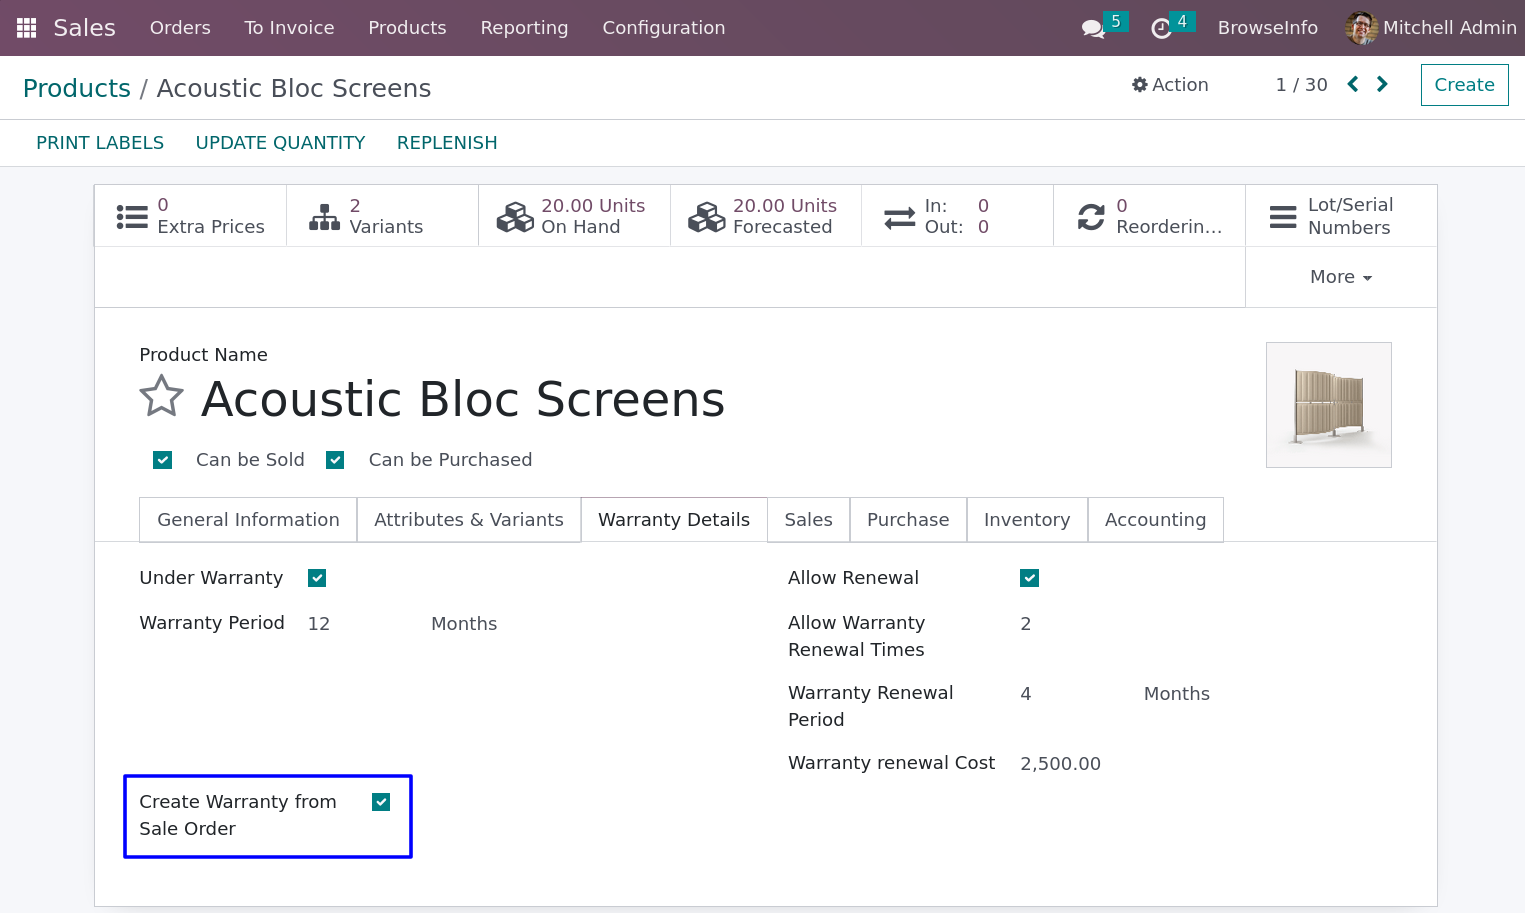 Sales Orders To Invoice Products Reporting Configuration 5 4 BrowseInfo Mitchell Admin
Products / Acoustic Bloc Screens Action 1 / 30 Create
PRINT LABELS UPDATE QUANTITY REPLENISH
0 Extra Prices
2 Variants
20.00 Units On Hand
20.00 Units Forecasted
In: 0
Out: 0
0 Reorderin...
Lot/Serial
Numbers
More
Product Name
Acoustic Bloc Screens
Can be Sold Can be Purchased
General Information Attributes & Variants Warranty Details Sales Purchase Inventory Accounting
Under Warranty
Warranty Period 12 Months
Allow Renewal
Allow Warranty
Renewal Times 2
Warranty Renewal
Period 4 Months
Warranty renewal Cost 2,500.00
Create Warranty from
Sale Order